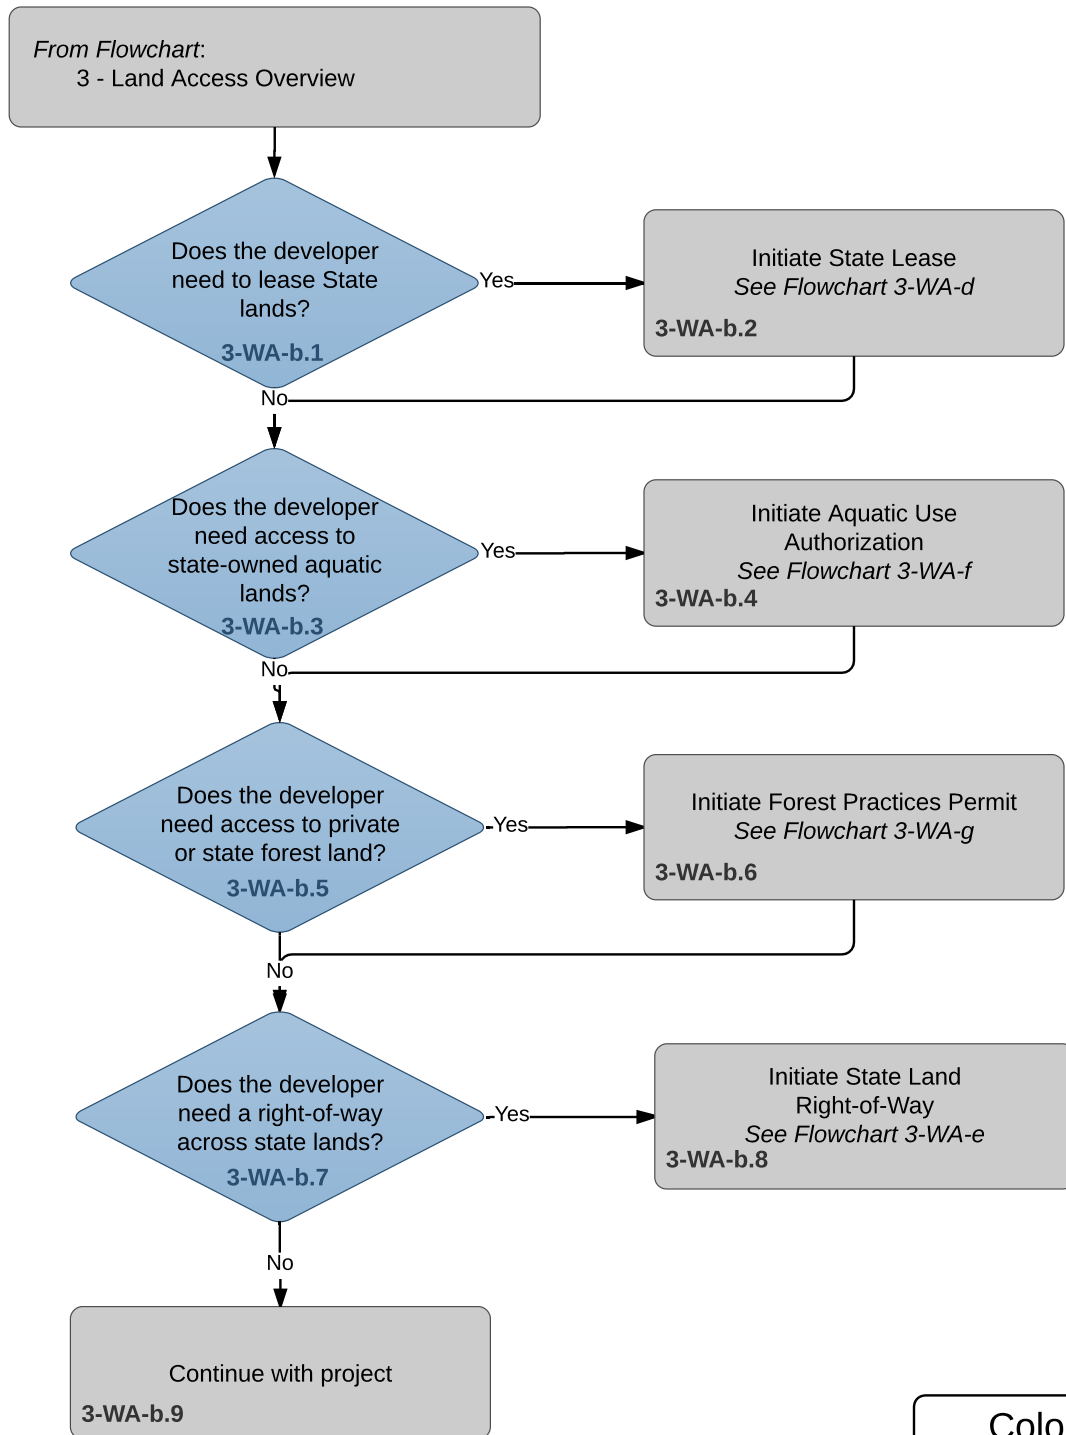 From Flowchart:
3 - Land Access Overview
Does the developer
need to lease State
lands?
3-WA-b.1
Yes
Initiate State Lease
See Flowchart 3-WA-d
3-WA-b.2
No
Does the developer
need access to
state-owned aquatic
lands?
3-WA-b.3
Yes
Initiate Aquatic Use
Authorization
See Flowchart 3-WA-f
3-WA-b.4
No
Does the developer
need access to private
or state forest land?
3-WA-b.5
Yes
Initiate Forest Practices Permit
See Flowchart 3-WA-g
3-WA-b.6
No
Does the developer
need a right-of-way
across state lands?
3-WA-b.7
Yes
Initiate State Land
Right-of-Way
See Flowchart 3-WA-e
3-WA-b.8
No
Continue with project
3-WA-b.9
Colo